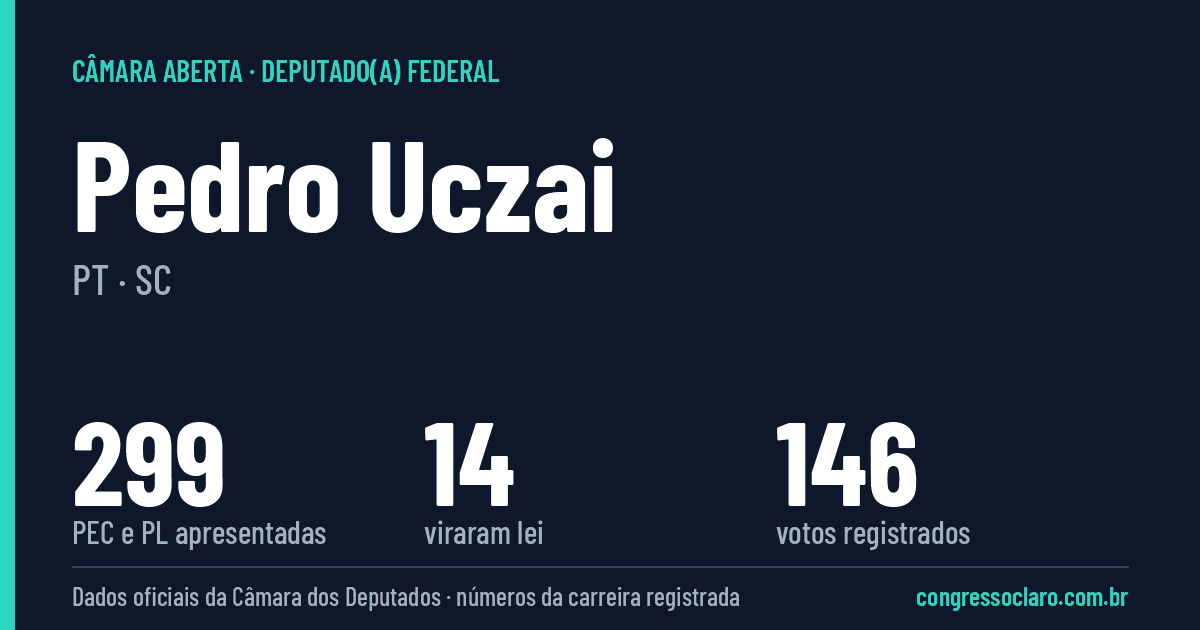 CÂMARA ABERTA · DEPUTADO(A) FEDERAL
Pedro Uczai
PT · SC
299 14 146
PEC e PL apresentadas viraram lei votos registrados
Dados oficiais da Câmara dos Deputados · números da carreira registrada congressoclaro.com.br